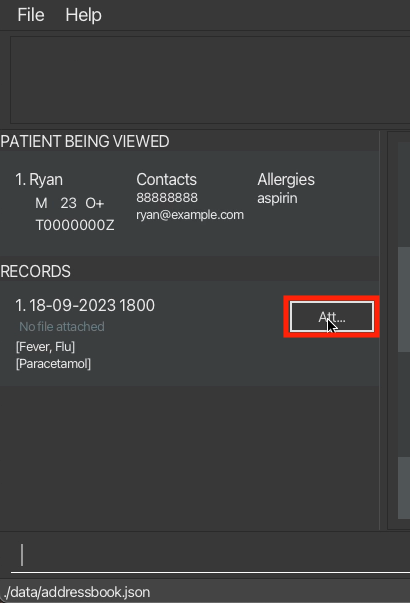 File Help
PATIENT BEING VIEWED
1. Ryan
M 23 O+
T0000000Z
Contacts
88888888
ryan@example.com
Allergies
aspirin
RECORDS
1. 18-09-2023 1800
No file attached
[Fever, Flu]
[Paracetamol]
Att...
./data/addressbook.json